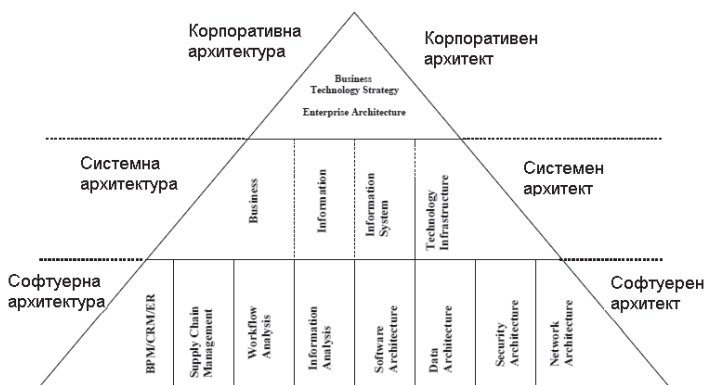 Корпоративна
архитектура
Корпоративен
архитект
Business
Technology Strategy
Enterprise Architecture
Системна
архитектура
Системен
архитект
Business
Information
Information
System
Technology
Infrastructure
Софтуерна
архитектура
Софтуерен
архитект
BPM/CRM/ER
Supply Chain
Management
Workflow
Analysis
Information
Analysis
Software
Architecture
Data
Architecture
Security
Architecture
Network
Architecture